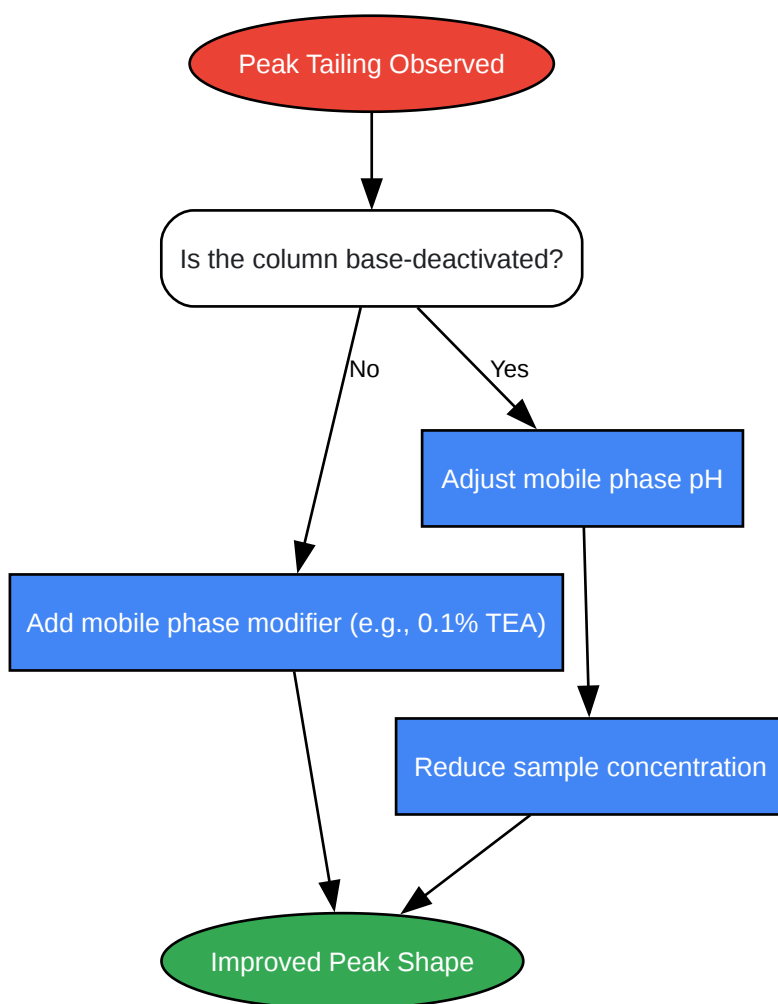 Peak Tailing Observed
Is the column base-deactivated?
No
Yes
Adjust mobile phase pH
Add mobile phase modifier (e.g., 0.1% TEA)
Reduce sample concentration
Improved Peak Shape